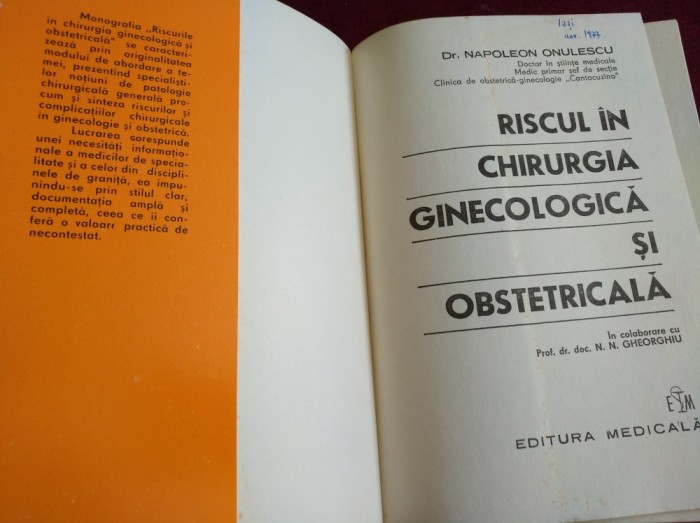 Monografia „Riscurile
în chirurgia ginecologică și
obstetricală" se caracteri-
zează prin originalitatea
modului de abordare a te-
mei, prezentînd specialiști-
lor noțiuni de patologie
chirurgicală generală pre-
cum și sinteza riscurilor și
complicațiilor chirurgicale
în ginecologie și obstetrică.
Lucrarea corespunde
unei necesități informațio-
nale a medicilor de specia-
litate și a celor din discipli-
nele de graniță, ea impu-
nîndu-se prin stilul clar,
documentația amplă și
completă, ceea ce îi con-
feră o valoare practică de
necontestat.
Iași
nov. 1977
Dr. NAPOLEON ONULESCU
Doctor în științe medicale
Medic primar șef de secție
Clinica de obstetrică-ginecologie „Cantacuzino"
RISCUL ÎN
CHIRURGIA
GINECOLOGICĂ
ȘI
OBSTETRICALĂ
În colaborare cu
Prof. dr. doc. N. N. GHEORGHIU
E M
EDITURA MEDICALĂ